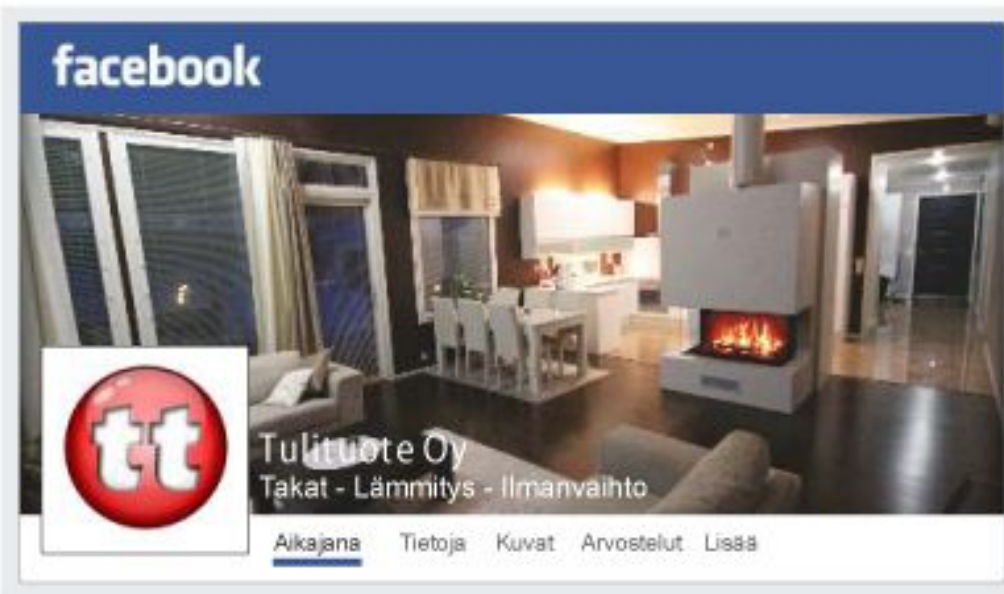 facebook
tt
Tulituote Oy
Takat - Lämmitys - Ilmanvaihto
Aikajana Tietoja Kuvat Arvostelut Lisää